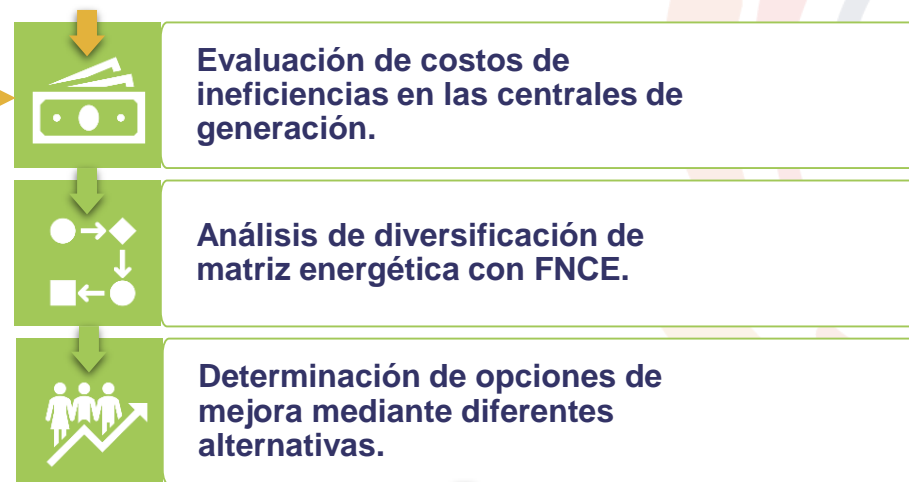 Evaluación de costos de
ineficiencias en las centrales de
generación.
Análisis de diversificación de
matriz energética con FNCE.
Determinación de opciones de
mejora mediante diferentes
alternativas.